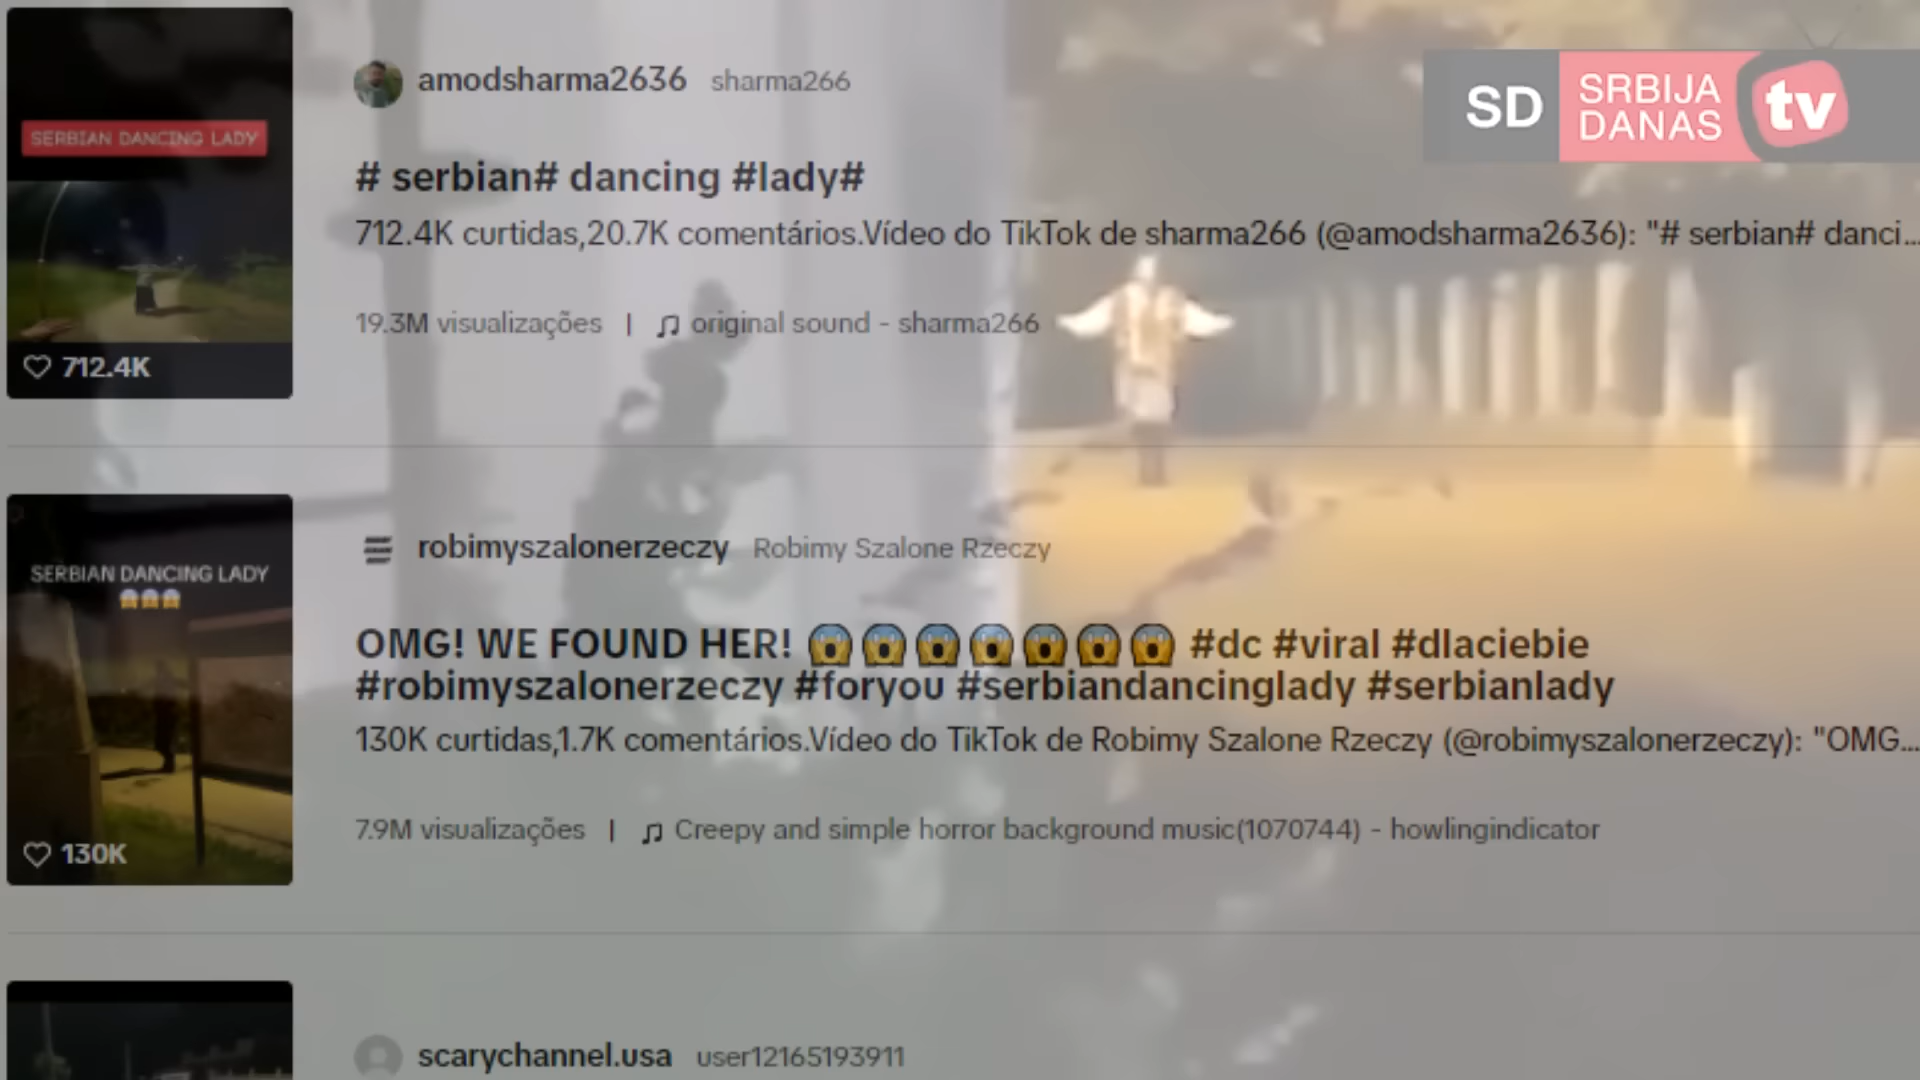 SD SRBIJA DANAS tv
SERBIAN DANCING LADY
712.4K
amodsharma2636 sharma266
# serbian# dancing #lady#
712.4K curtidas,20.7K comentários.Vídeo do TikTok de sharma266 (@amodsharma2636): "# serbian# danci...
19.3M visualizações | original sound - sharma266
SERBIAN DANCING LADY
😱😱😱
130K
robimyszalonerzeczy Robimy Szalone Rzeczy
OMG! WE FOUND HER! 😱😱😱😱😱😱😱 #dc #viral #dlaciebie
#robimyszalonerzeczy #foryou #serbiandancinglady #serbianlady
130K curtidas,1.7K comentários.Vídeo do TikTok de Robimy Szalone Rzeczy (@robimyszalonerzeczy): "OMG...
7.9M visualizações | Creepy and simple horror background music(1070744) - howlingindicator
scarychannel.usa user12165193911